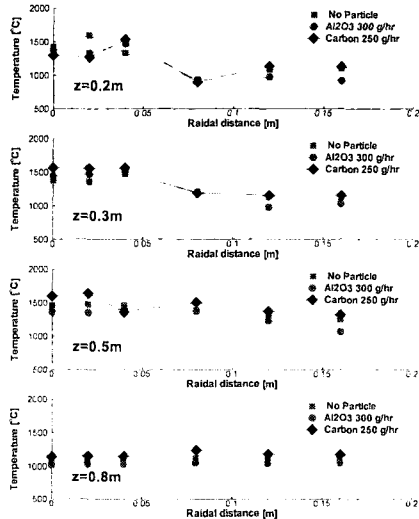 2000
1500
1000
500
Temperature [°C]
z=0.2m
No Particle
Al2O3 300 g/hr
Carbon 250 g/hr
0
0.05
0.1
0.15
0.2
Raidal distance [m]
2000
1500
1000
500
Temperature [°C]
z=0.3m
No Particle
Al2O3 300 g/hr
Carbon 250 g/hr
0
0.05
0.1
0.15
0.2
Raidal distance [m]
2000
1500
1000
500
Temperature [°C]
z=0.5m
No Particle
Al2O3 300 g/hr
Carbon 250 g/hr
0
0.05
0.1
0.15
0.2
Raidal distance [m]
2000
1500
1000
500
Temperature [°C]
z=0.8m
No Particle
Al2O3 300 g/hr
Carbon 250 g/hr
0
0.05
0.1
0.15
0.2
Raidal distance [m]